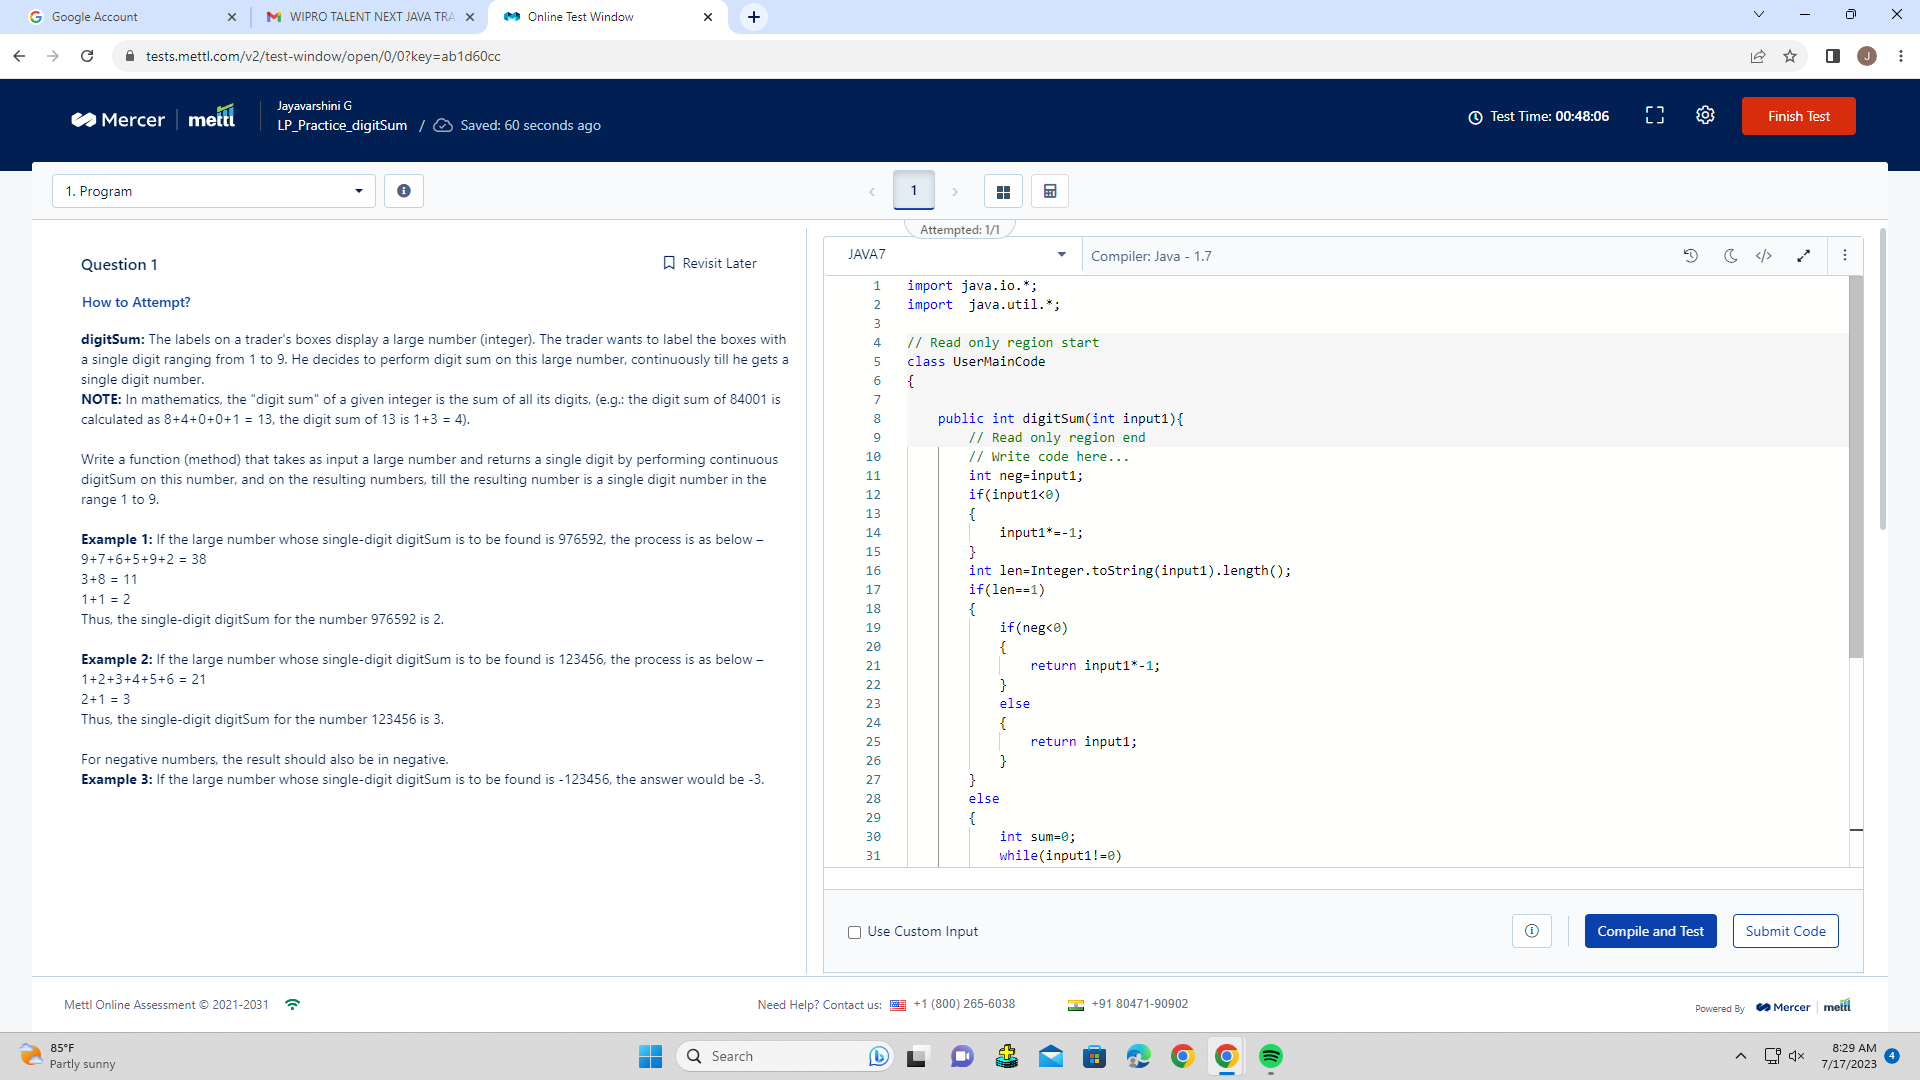 Google Account
WIPRO TALENT NEXT JAVA TRA
Online Test Window
tests.mettl.com/v2/test-window/open/0/0?key=ab1d60cc
J
Mercer | mettl
Jayavarshini G
LP_Practice_digitSum / Saved: 60 seconds ago
Test Time: 00:48:06
Finish Test
1. Program
1
Attempted: 1/1
Question 1
Revisit Later
How to Attempt?
digitSum: The labels on a trader's boxes display a large number (integer). The trader wants to label the boxes with
a single digit ranging from 1 to 9. He decides to perform digit sum on this large number, continuously till he gets a
single digit number.
NOTE: In mathematics, the "digit sum" of a given integer is the sum of all its digits, (e.g.: the digit sum of 84001 is
calculated as 8+4+0+0+1 = 13, the digit sum of 13 is 1+3 = 4).
Write a function (method) that takes as input a large number and returns a single digit by performing continuous
digitSum on this number, and on the resulting numbers, till the resulting number is a single digit number in the
range 1 to 9.
Example 1: If the large number whose single-digit digitSum is to be found is 976592, the process is as below –
9+7+6+5+9+2 = 38
3+8 = 11
1+1 = 2
Thus, the single-digit digitSum for the number 976592 is 2.
Example 2: If the large number whose single-digit digitSum is to be found is 123456, the process is as below –
1+2+3+4+5+6 = 21
2+1 = 3
Thus, the single-digit digitSum for the number 123456 is 3.
For negative numbers, the result should also be in negative.
Example 3: If the large number whose single-digit digitSum is to be found is -123456, the answer would be -3.
JAVA7
Compiler: Java - 1.7
1 import java.io.*;
2 import  java.util.*;
3
4 // Read only region start
5 class UserMainCode
6 {
7
8 public int digitSum(int input1){
9 // Read only region end
10 // Write code here...
11 int neg=input1;
12 if(input1<0)
13 {
14 input1*=-1;
15 }
16 int len=Integer.toString(input1).length();
17 if(len==1)
18 {
19 if(neg<0)
20 {
21 return input1*-1;
22 }
23 else
24 {
25 return input1;
26 }
27 }
28 else
29 {
30 int sum=0;
31 while(input1!=0)
Use Custom Input
Compile and Test
Submit Code
Mettl Online Assessment © 2021-2031
Need Help? Contact us: +1 (800) 265-6038
+91 80471-90902
Powered By Mercer | mettl
85°F
Partly sunny
Search
8:29 AM
7/17/2023
4